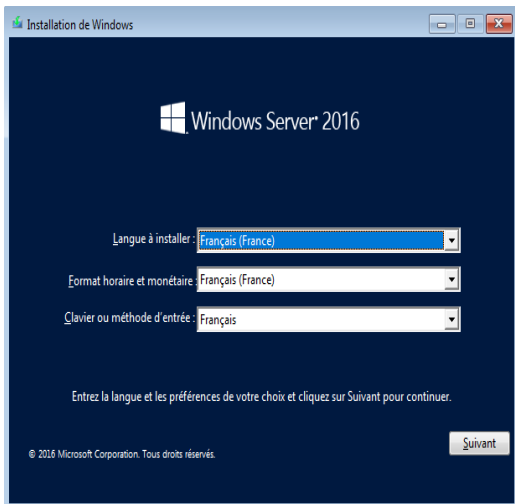 Installation de Windows
Windows Server® 2016
Langue à installer : Français (France)
Format horaire et monétaire : Français (France)
Clavier ou méthode d'entrée : Français
Entrez la langue et les préférences de votre choix et cliquez sur Suivant pour continuer.
Suivant
© 2016 Microsoft Corporation. Tous droits réservés.